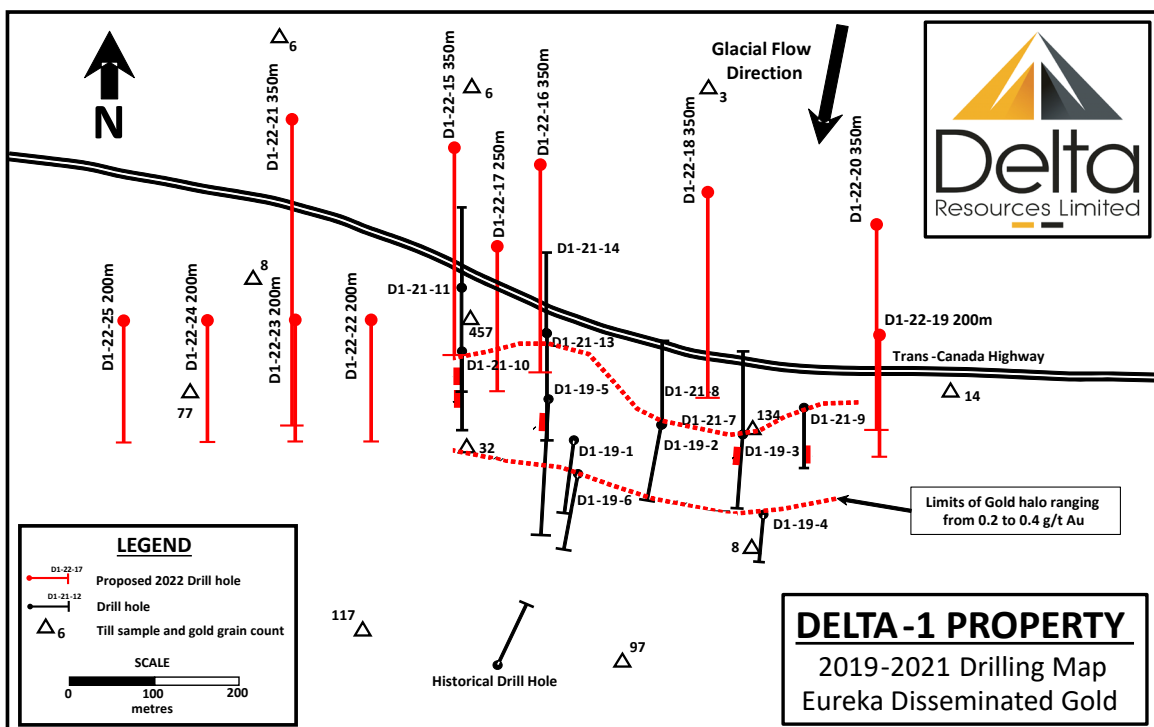 N
6
D1-22-21 350m
D1-22-15 350m
6
D1-22-16 350m
D1-22-17 250m
3
D1-22-18 350m
Glacial Flow
Direction
D1-22-20 350m
Delta
Resources Limited
D1-21-14
8
D1-21-11
D1-22-25 200m
D1-22-24 200m
D1-22-23 200m
D1-22-22 200m
457
D1-21-13
D1-22-19 200m
Trans -Canada Highway
D1-21-10
77
D1-19-5
D1-21-8
14
D1-21-7
134
D1-21-9
32
D1-19-1
D1-19-2
D1-19-3
D1-19-6
Limits of Gold halo ranging
from 0.2 to 0.4 g/t Au
D1-19-4
8
LEGEND
D1-22-17
Proposed 2022 Drill hole
D1-21-12
Drill hole
6
Till sample and gold grain count
SCALE
0 100 200
metres
117
97
Historical Drill Hole
DELTA -1 PROPERTY
2019-2021 Drilling Map
Eureka Disseminated Gold